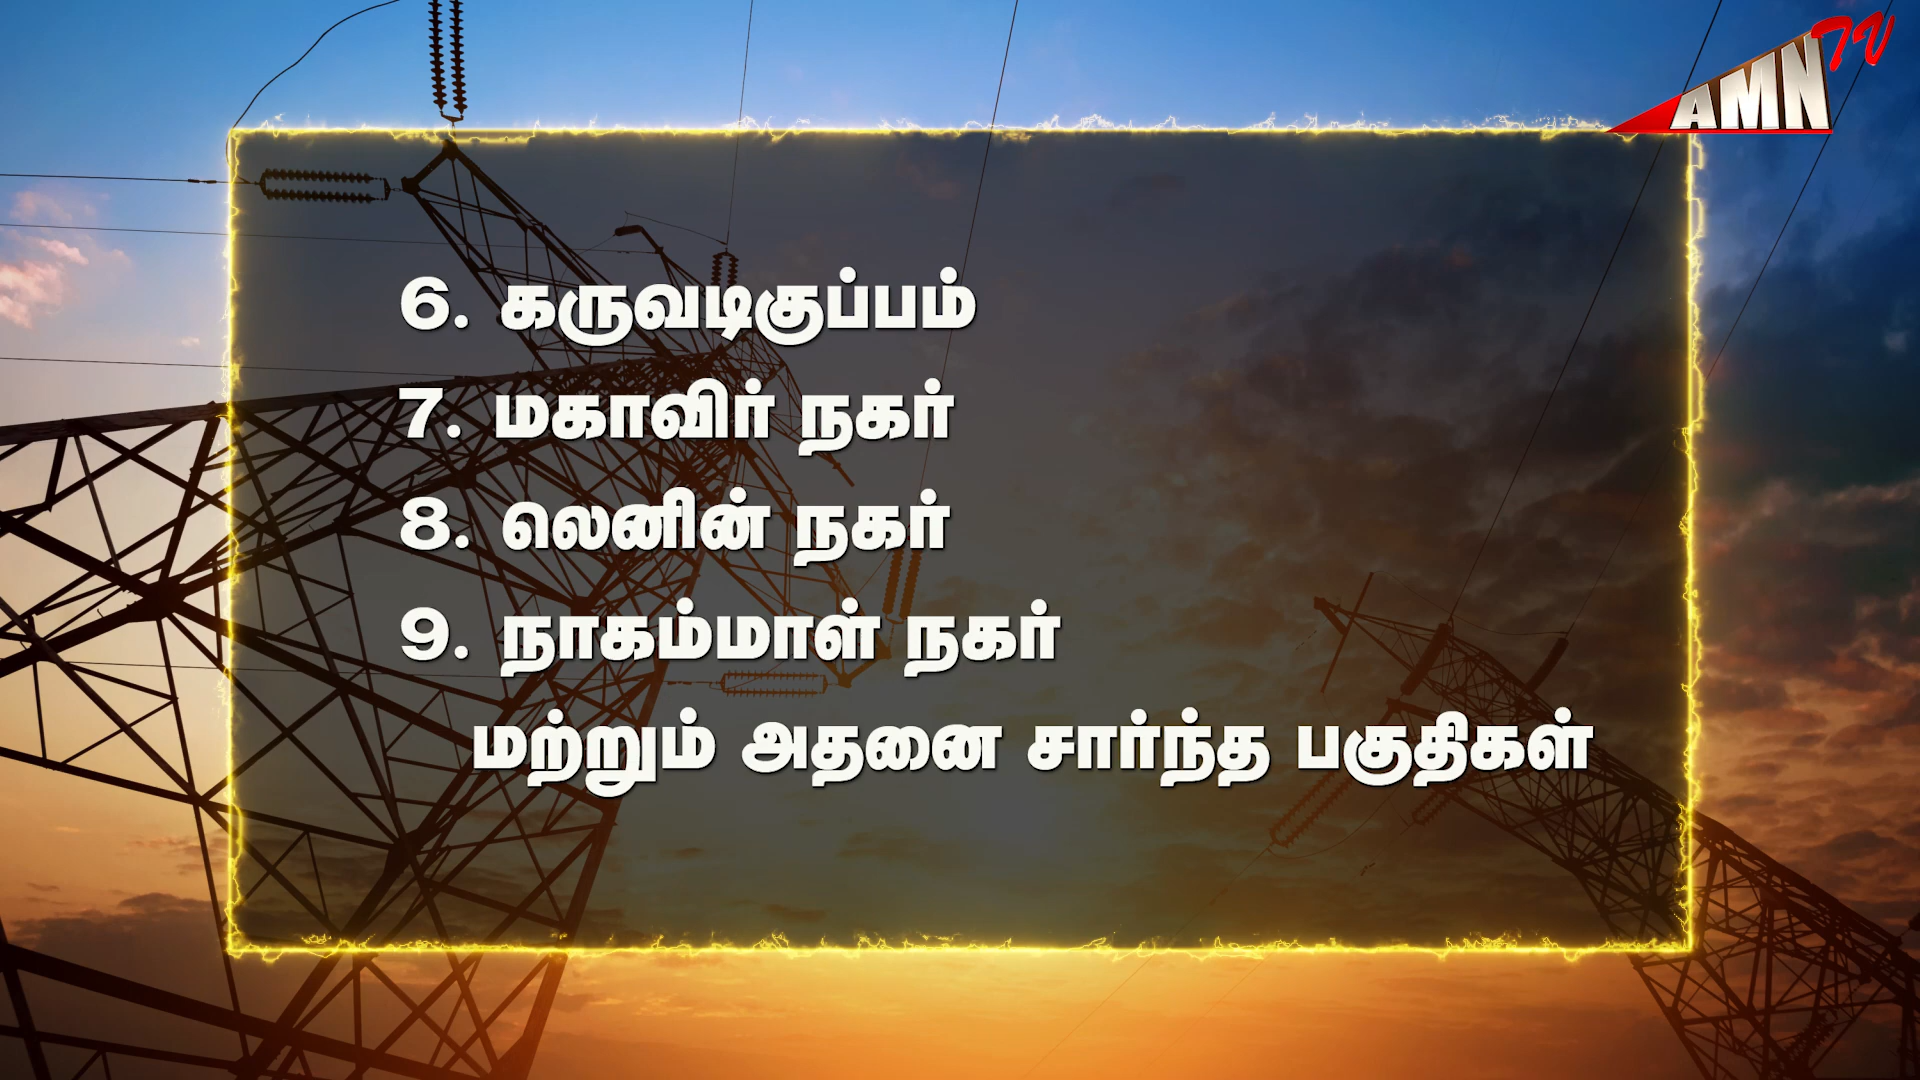 AMN TV
6. கருவடிகுப்பம்
7. மகாவிர் நகர்
8. லெனின் நகர்
9. நாகம்மாள் நகர்
மற்றும் அதனை சார்ந்த பகுதிகள்